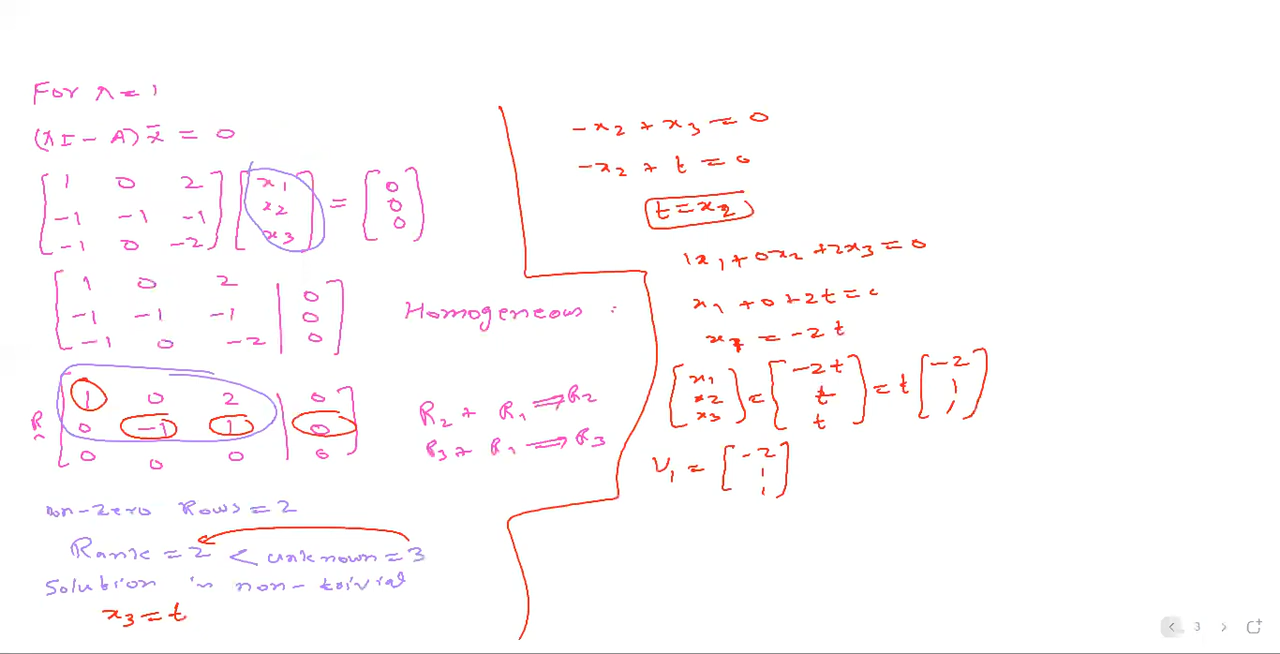 For λ = 1
(λI - A) x̄ = 0
[1 0 2; -1 -1 -1; -1 0 -2] [x₁; x₂; x₃] = [0; 0; 0]
[1 0 2 | 0; -1 -1 -1 | 0; -1 0 -2 | 0] Homogeneous :
R [1 0 2 | 0; 0 -1 1 | 0; 0 0 0 | 0]
R₂ + R₁ ⟹ R₂
R₃ + R₁ ⟹ R₃
non-zero Rows = 2
Rank = 2 < unknown = 3
Solution is non-trivial
x₃ = t
-x₂ + x₃ = 0
-x₂ + t = 0
t = x₂
1x₁ + 0x₂ + 2x₃ = 0
x₁ + 0 + 2t = 0
x₁ = -2t
[x₁; x₂; x₃] = [-2t; t; t] = t [-2; 1; 1]
V₁ = [-2; 1; 1]
3